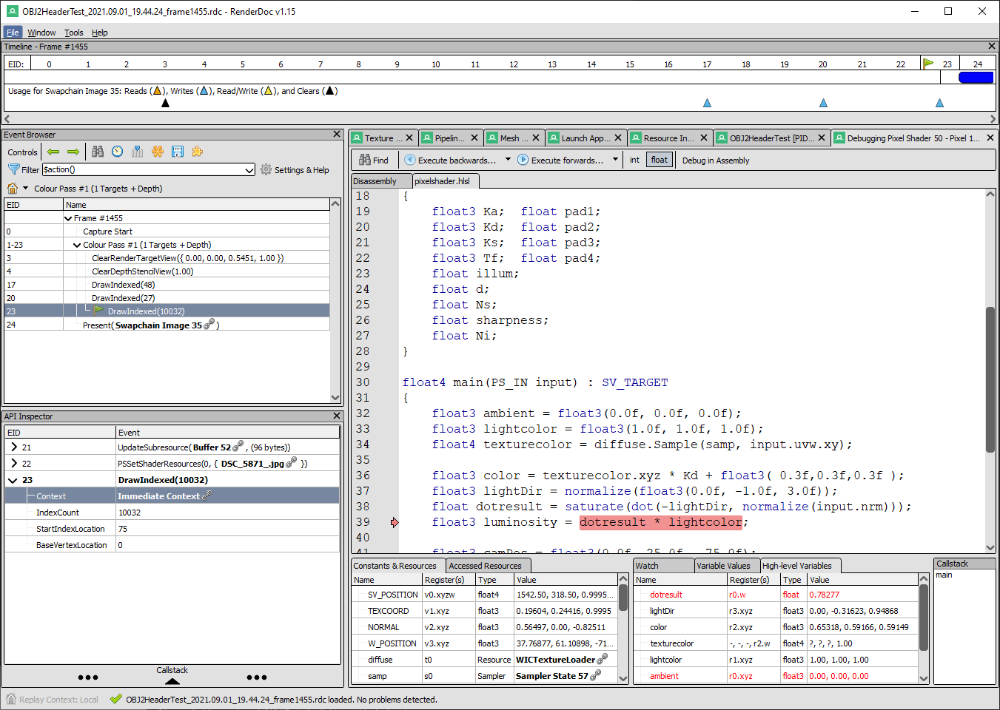 OBJ2HeaderTest_2021.09.01_19.44.24_frame1455.rdc - RenderDoc v1.15
File Window Tools Help
Timeline - Frame #1455
EID: 0 1 2 3 4 5 6 7 8 9 10 11 12 13 14 15 16 17 18 19 20 21 22 23 24
Usage for Swapchain Image 35: Reads ( ), Writes ( ), Read/Write ( ), and Clears ( )
Event Browser
Controls
Filter $action() Settings & Help
Colour Pass #1 (1 Targets + Depth)
EID Name
Frame #1455
0 Capture Start
1-23 Colour Pass #1 (1 Targets + Depth)
3 ClearRenderTargetView({ 0.00, 0.00, 0.5451, 1.00 })
4 ClearDepthStencilView(1.00)
17 DrawIndexed(48)
20 DrawIndexed(27)
23 DrawIndexed(10032)
24 Present( Swapchain Image 35 )
API Inspector
EID Event
21 UpdateSubresource( Buffer 52 , (96 bytes))
22 PSSetShaderResources(0, { DSC_5871_.jpg })
23 DrawIndexed(10032)
Context Immediate Context
IndexCount 10032
StartIndexLocation 75
BaseVertexLocation 0
Callstack
Texture ... Pipelin... Mesh ... Launch App... Resource In... OBJ2HeaderTest [PID... Debugging Pixel Shader 50 - Pixel 1...
Find Execute backwards... Execute forwards... int float Debug in Assembly
Disassembly pixelshader.hlsl
18 {
19 float3 Ka; float pad1;
20 float3 Kd; float pad2;
21 float3 Ks; float pad3;
22 float3 Tf; float pad4;
23 float illum;
24 float d;
25 float Ns;
26 float sharpness;
27 float Ni;
28 }
29
30 float4 main(PS_IN input) : SV_TARGET
31 {
32 float3 ambient = float3(0.0f, 0.0f, 0.0f);
33 float3 lightcolor = float3(1.0f, 1.0f, 1.0f);
34 float4 texturecolor = diffuse.Sample(samp, input.uvw.xy);
35
36 float3 color = texturecolor.xyz * Kd + float3( 0.3f,0.3f,0.3f );
37 float3 lightDir = normalize(float3(0.0f, -1.0f, 3.0f));
38 float dotresult = saturate(dot(-lightDir, normalize(input.nrm)));
39 float3 luminosity = dotresult * lightcolor;
40
41 float3 camPos = float3(0.0f, 25.0f, -75.0f);
Constants & Resources Accessed Resources
Name Register(s) Type Value
SV_POSITION v0.xyzw float4 1542.50, 318.50, 0.9995...
TEXCOORD v1.xyz float3 0.19604, 0.24416, 0.9995
NORMAL v2.xyz float3 0.56497, 0.00, -0.82511
W_POSITION v3.xyz float3 37.76877, 61.10898, -71...
diffuse t0 Resource WICTextureLoader
samp s0 Sampler Sampler State 57
Watch Variable Values High-level Variables
Name Register(s) Type Value
dotresult r0.w float 0.78277
lightDir r3.xyz float3 0.00, -0.31623, 0.94868
color r2.xyz float3 0.65318, 0.59166, 0.59149
texturecolor -, -, -, r2.w float4 ?, ?, ?, 1.00
lightcolor r1.xyz float3 1.00, 1.00, 1.00
ambient r0.xyz float3 0.00, 0.00, 0.00
Callstack
main
Replay Context: Local OBJ2HeaderTest_2021.09.01_19.44.24_frame1455.rdc loaded. No problems detected.